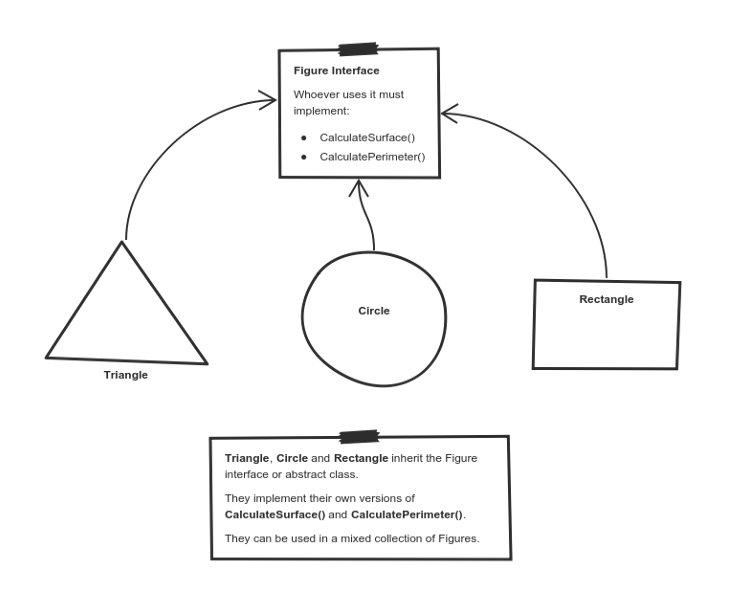 Figure Interface
Whoever uses it must
implement:
● CalculateSurface()
● CalculatePerimeter()
Circle
Rectangle
Triangle
Triangle, Circle and Rectangle inherit the Figure
interface or abstract class.
They implement their own versions of
CalculateSurface() and CalculatePerimeter().
They can be used in a mixed collection of Figures.